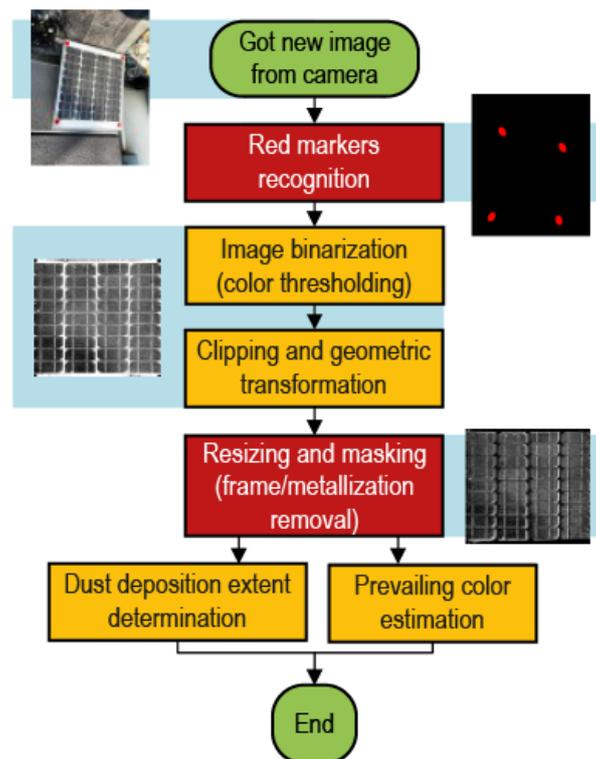 Got new image
from camera
Red markers
recognition
Image binarization
(color thresholding)
Clipping and geometric
transformation
Resizing and masking
(frame/metallization
removal)
Dust deposition extent
determination
Prevailing color
estimation
End